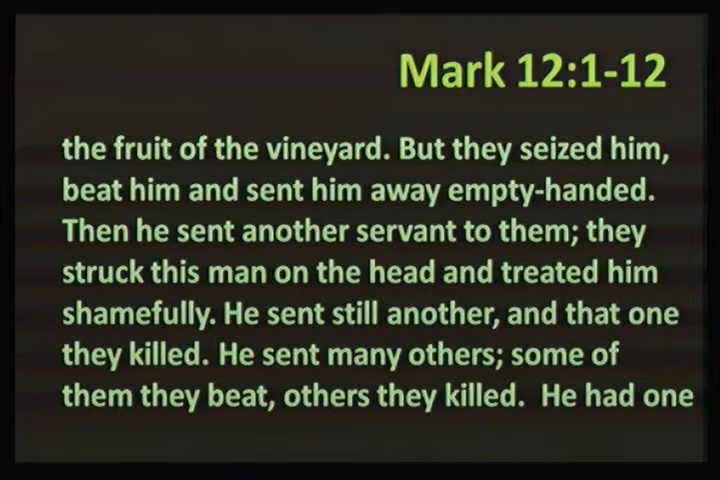 Mark 12:1-12
the fruit of the vineyard. But they seized him,
beat him and sent him away empty-handed.
Then he sent another servant to them; they
struck this man on the head and treated him
shamefully. He sent still another, and that one
they killed. He sent many others; some of
them they beat, others they killed.  He had one